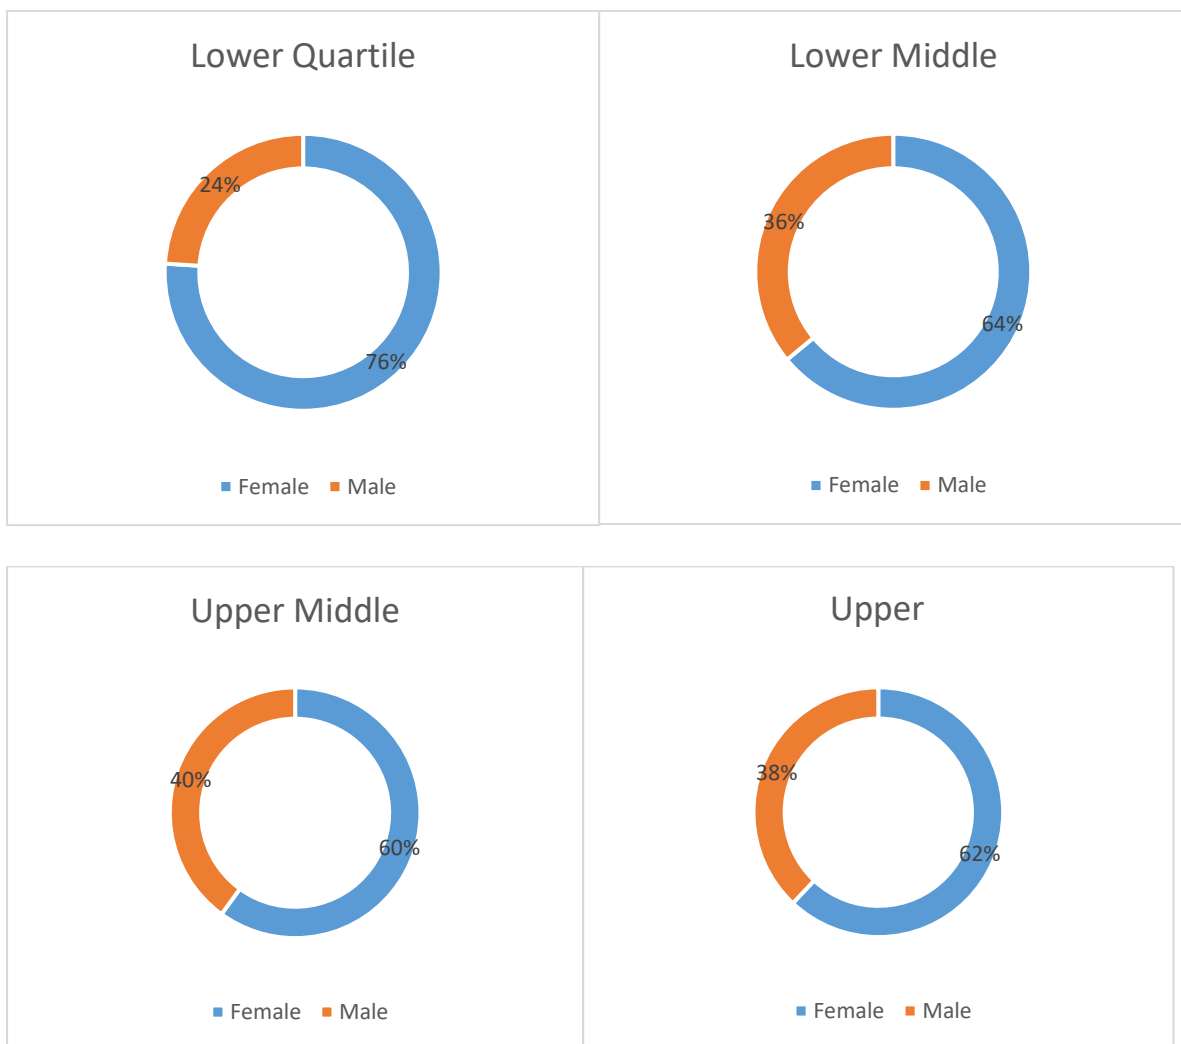 Lower Quartile
24%
76%
Female Male
Lower Middle
36%
64%
Female Male
Upper Middle
40%
60%
Female Male
Upper
38%
62%
Female Male